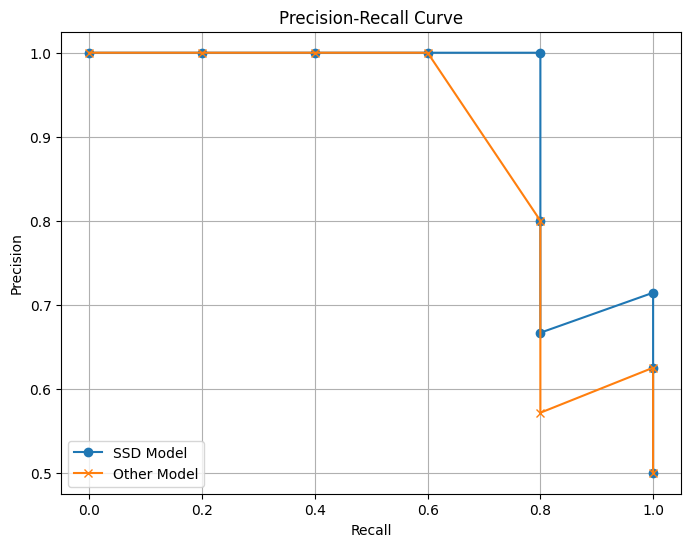 Precision-Recall Curve
Precision
1.0
0.9
0.8
0.7
0.6
0.5
SSD Model
Other Model
0.0 0.2 0.4 0.6 0.8 1.0
Recall